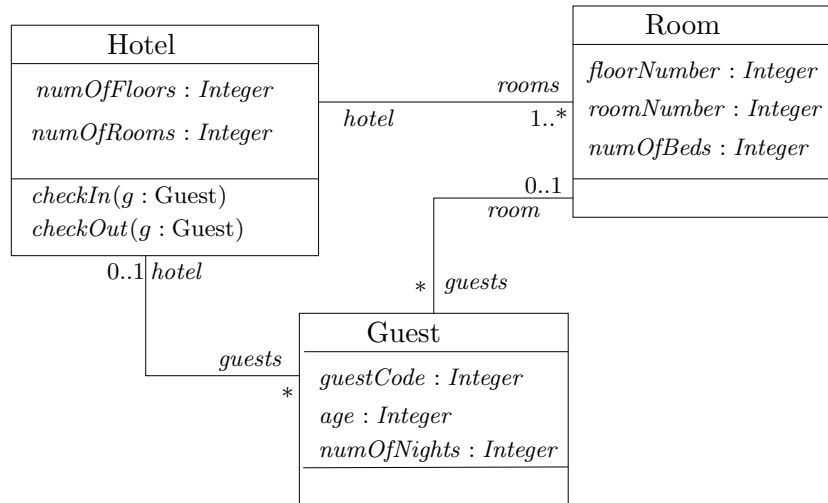 Hotel
numOfFloors : Integer
numOfRooms : Integer
checkIn(g : Guest)
checkOut(g : Guest)
rooms
hotel
1..*
Room
floorNumber : Integer
roomNumber : Integer
numOfBeds : Integer
0..1
room
* guests
0..1 hotel
guests
*
Guest
guestCode : Integer
age : Integer
numOfNights : Integer